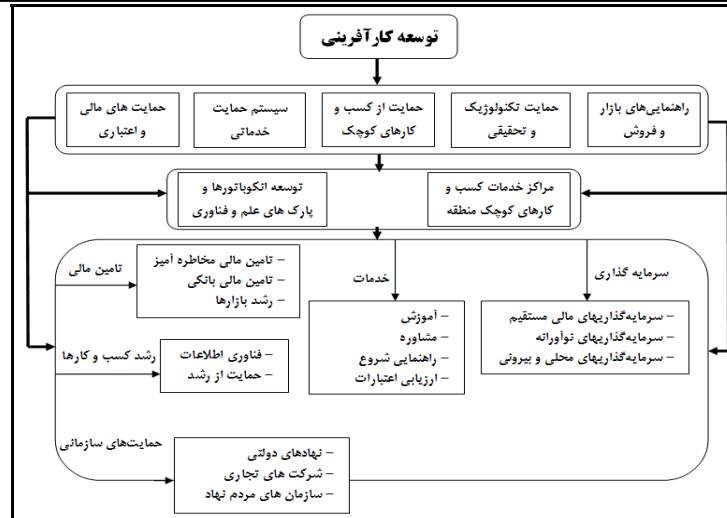 توسعه کارآفرینی
راهنمایی‌های بازار
و فروش
حمایت تکنولوژیک
و تحقیقی
حمایت از کسب و
کارهای کوچک
سیستم حمایت
خدماتی
حمایت های مالی
و اعتباری
مراکز خدمات کسب و
کارهای کوچک منطقه
توسعه انکوباتورها و
پارک های علم و فناوری
سرمایه گذاری
– سرمایه‌گذاریهای مالی مستقیم
– سرمایه‌گذاریهای نوآورانه
– سرمایه‌گذاریهای محلی و بیرونی
خدمات
– آموزش
– مشاوره
– راهنمایی شروع
– ارزیابی اعتبارات
تامین مالی
– تامین مالی مخاطره آمیز
– تامین مالی بانکی
– رشد بازارها
رشد کسب و کارها
– فناوری اطلاعات
– حمایت از رشد
حمایت‌های سازمانی
– نهادهای دولتی
– شرکت های تجاری
– سازمان های مردم نهاد